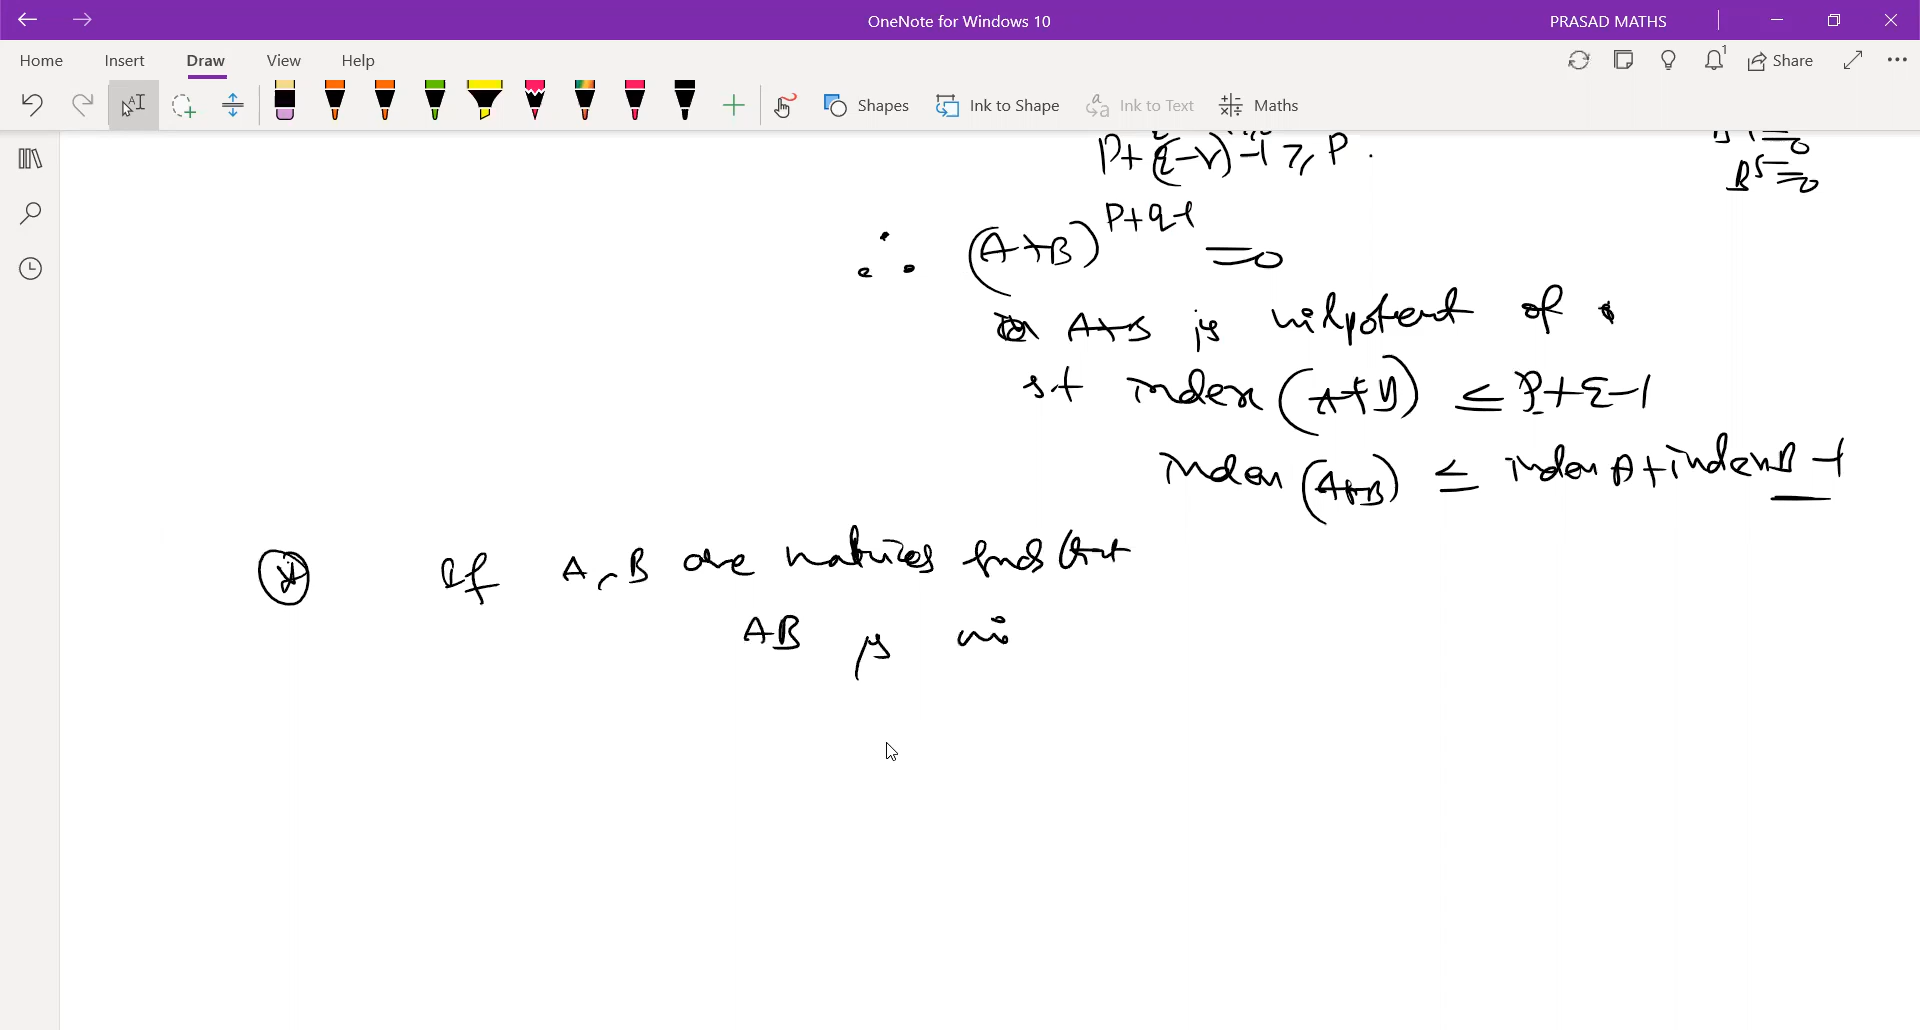 OneNote for Windows 10
PRASAD MATHS
Home Insert Draw View Help
1
Share
Shapes Ink to Shape Ink to Text Maths
P+(q-r)-1 ≥ P.
B⁵=0
∴ (A+B)^{P+q-1} =0
A+B is nilpotent of
st index (A+B) ≤ P+q-1
index (A+B) ≤ index A+index B -1
If A, B are matrices such that
AB is ni